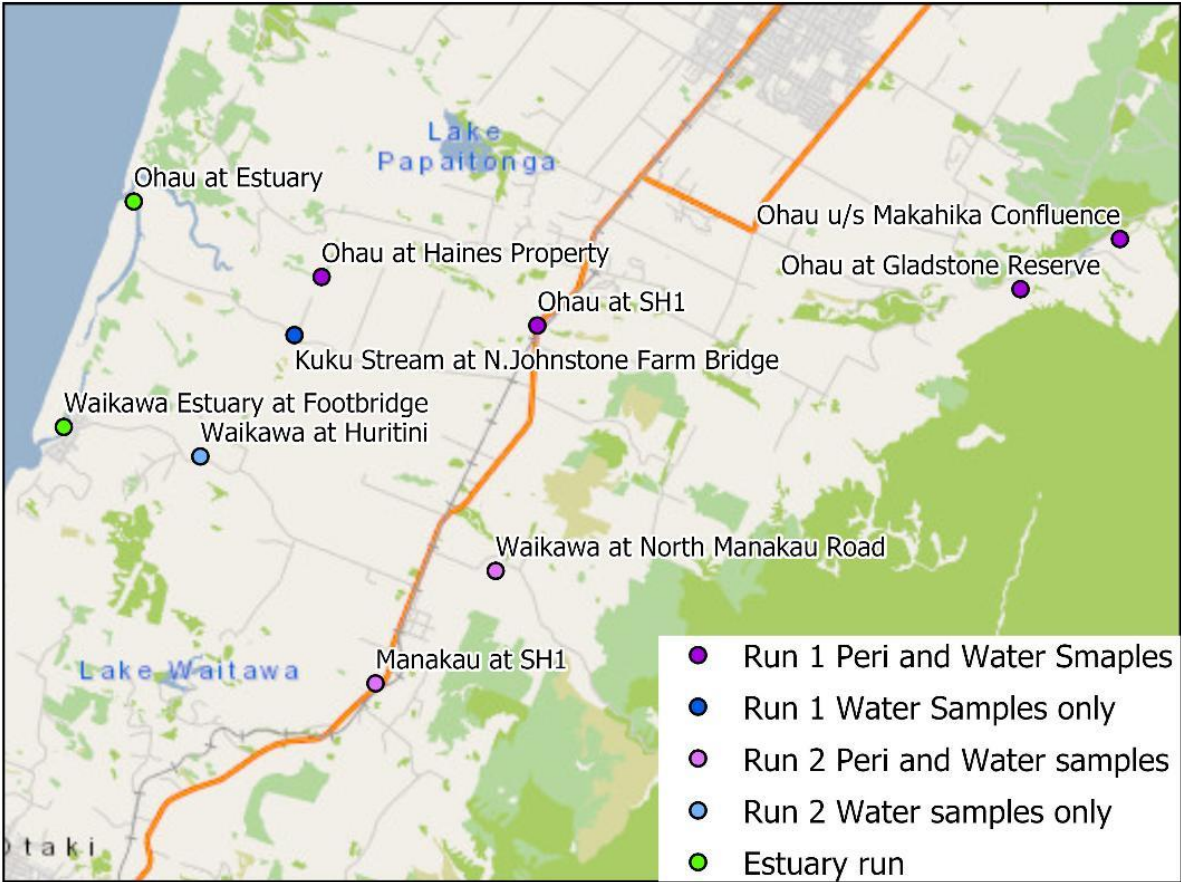 Lake
Papaitonga
Ohau at Estuary
Ohau u/s Makahika Confluence
Ohau at Haines Property
Ohau at Gladstone Reserve
Ohau at SH1
Kuku Stream at N.Johnstone Farm Bridge
Waikawa Estuary at Footbridge
Waikawa at Huritini
Waikawa at North Manakau Road
Lake Waitawa
Manakau at SH1
Run 1 Peri and Water Smaples
Run 1 Water Samples only
Run 2 Peri and Water samples
Run 2 Water samples only
Estuary run
Otaki